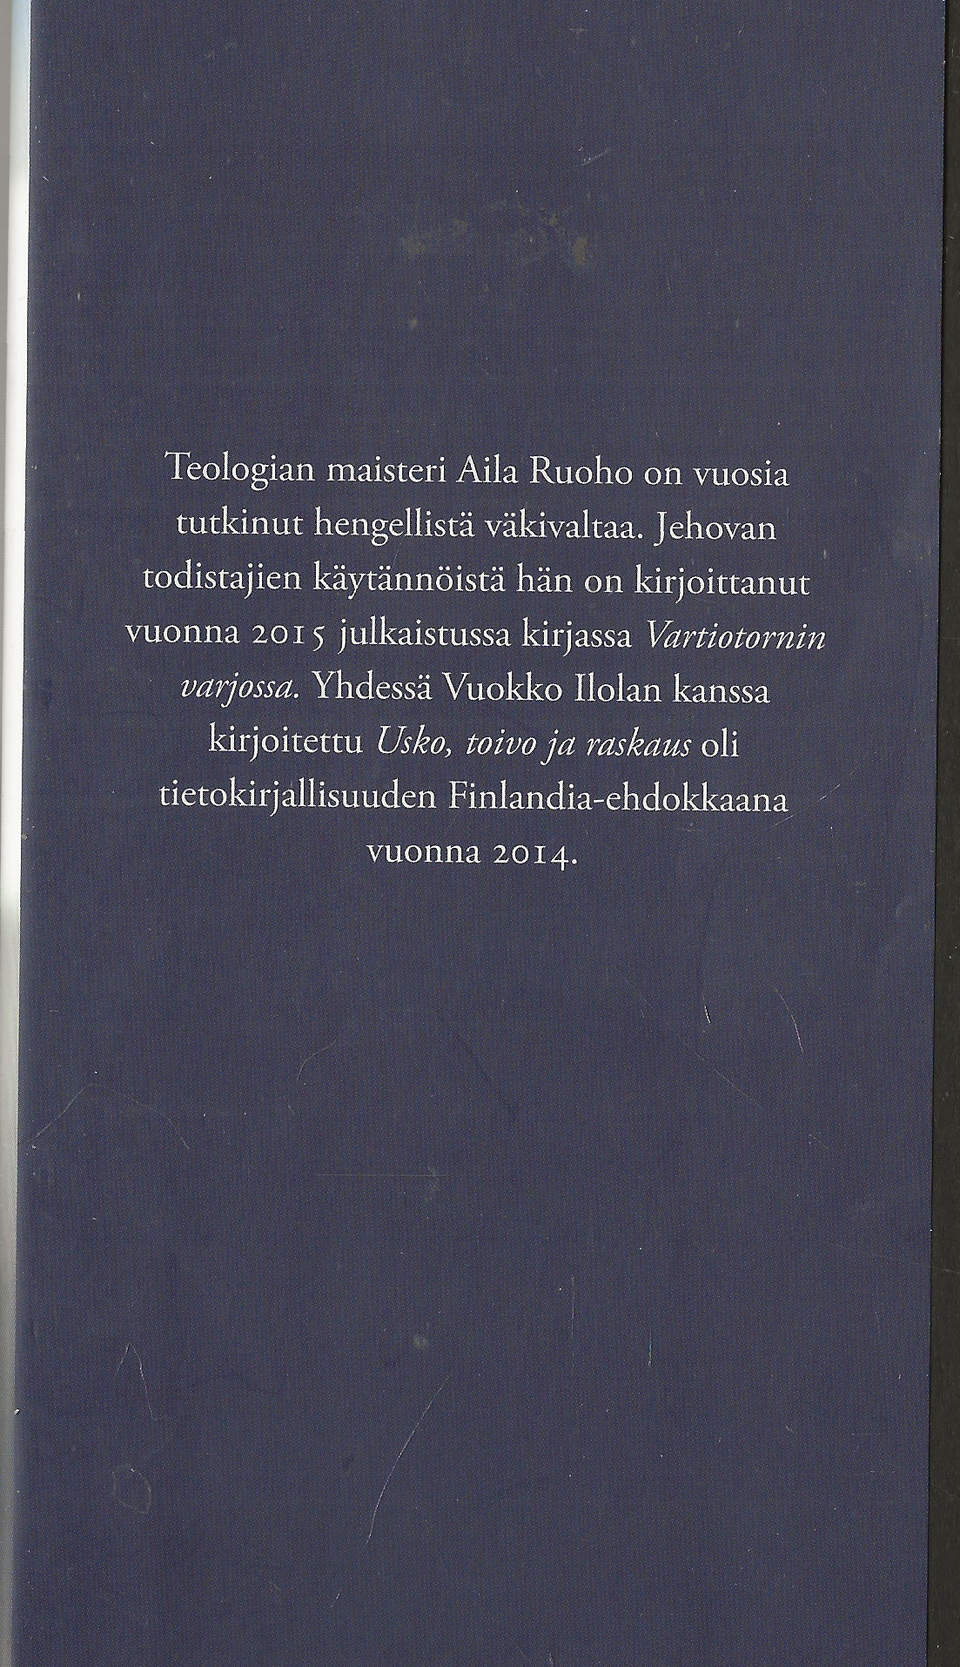 Teologian maisteri Aila Ruoho on vuosia
tutkinut hengellistä väkivaltaa. Jehovan
todistajien käytännöistä hän on kirjoittanut
vuonna 2015 julkaistussa kirjassa Vartiotornin
varjossa. Yhdessä Vuokko Ilolan kanssa
kirjoitettu Usko, toivo ja raskaus oli
tietokirjallisuuden Finlandia-ehdokkaana
vuonna 2014.